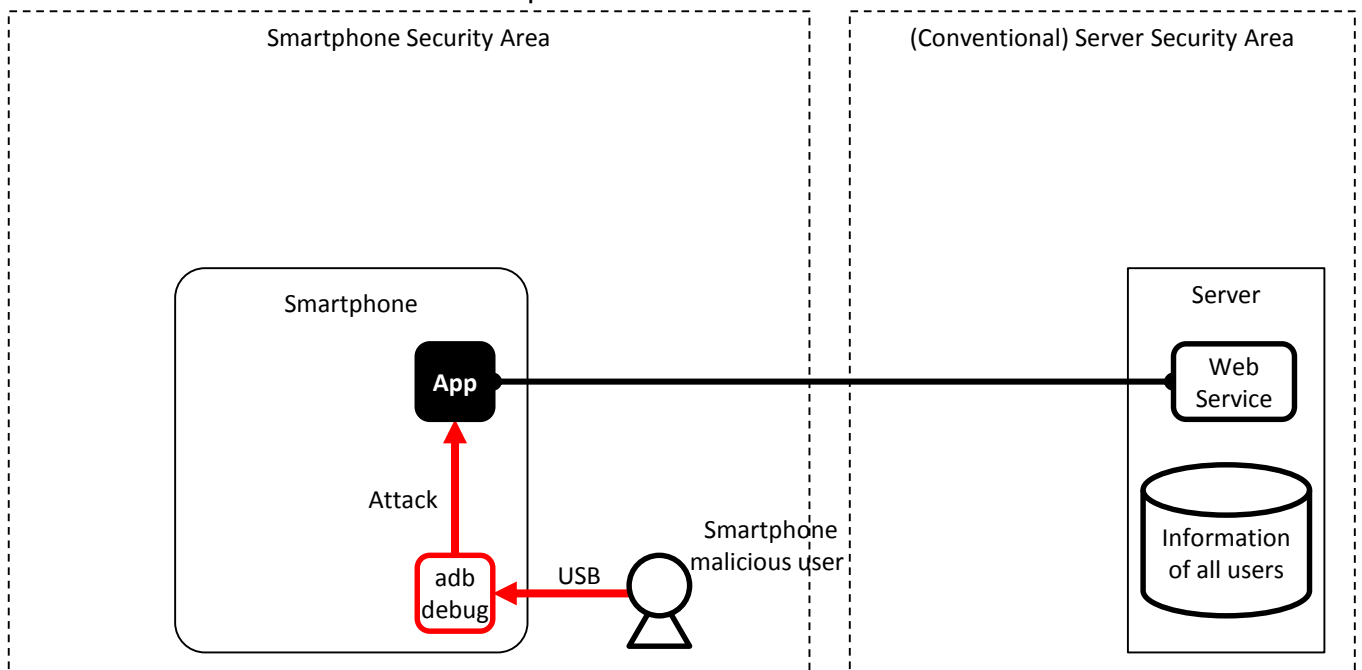 Smartphone Security Area
(Conventional) Server Security Area
Smartphone
Server
App
Web
Service
Attack
Smartphone
malicious user
Information
of all users
adb
debug
USB